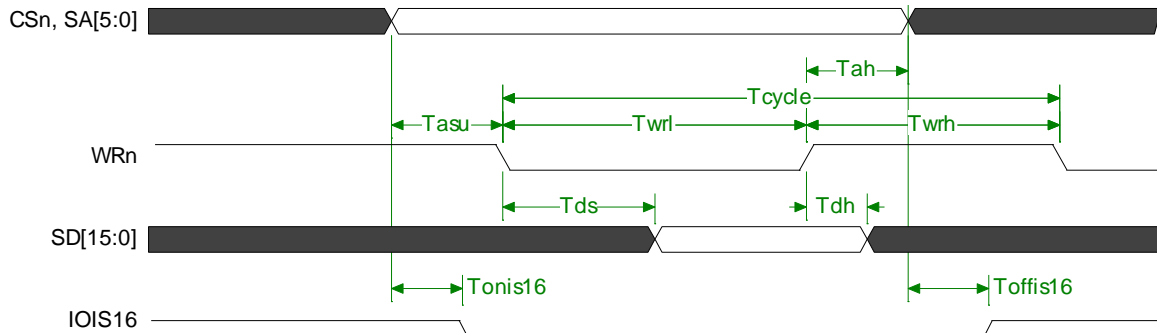 CSn, SA[5:0]
Tah
Tcycle
Tasu Twrl Twrh
WRn
Tds Tdh
SD[15:0]
Tonis16 Toffis16
IOIS16